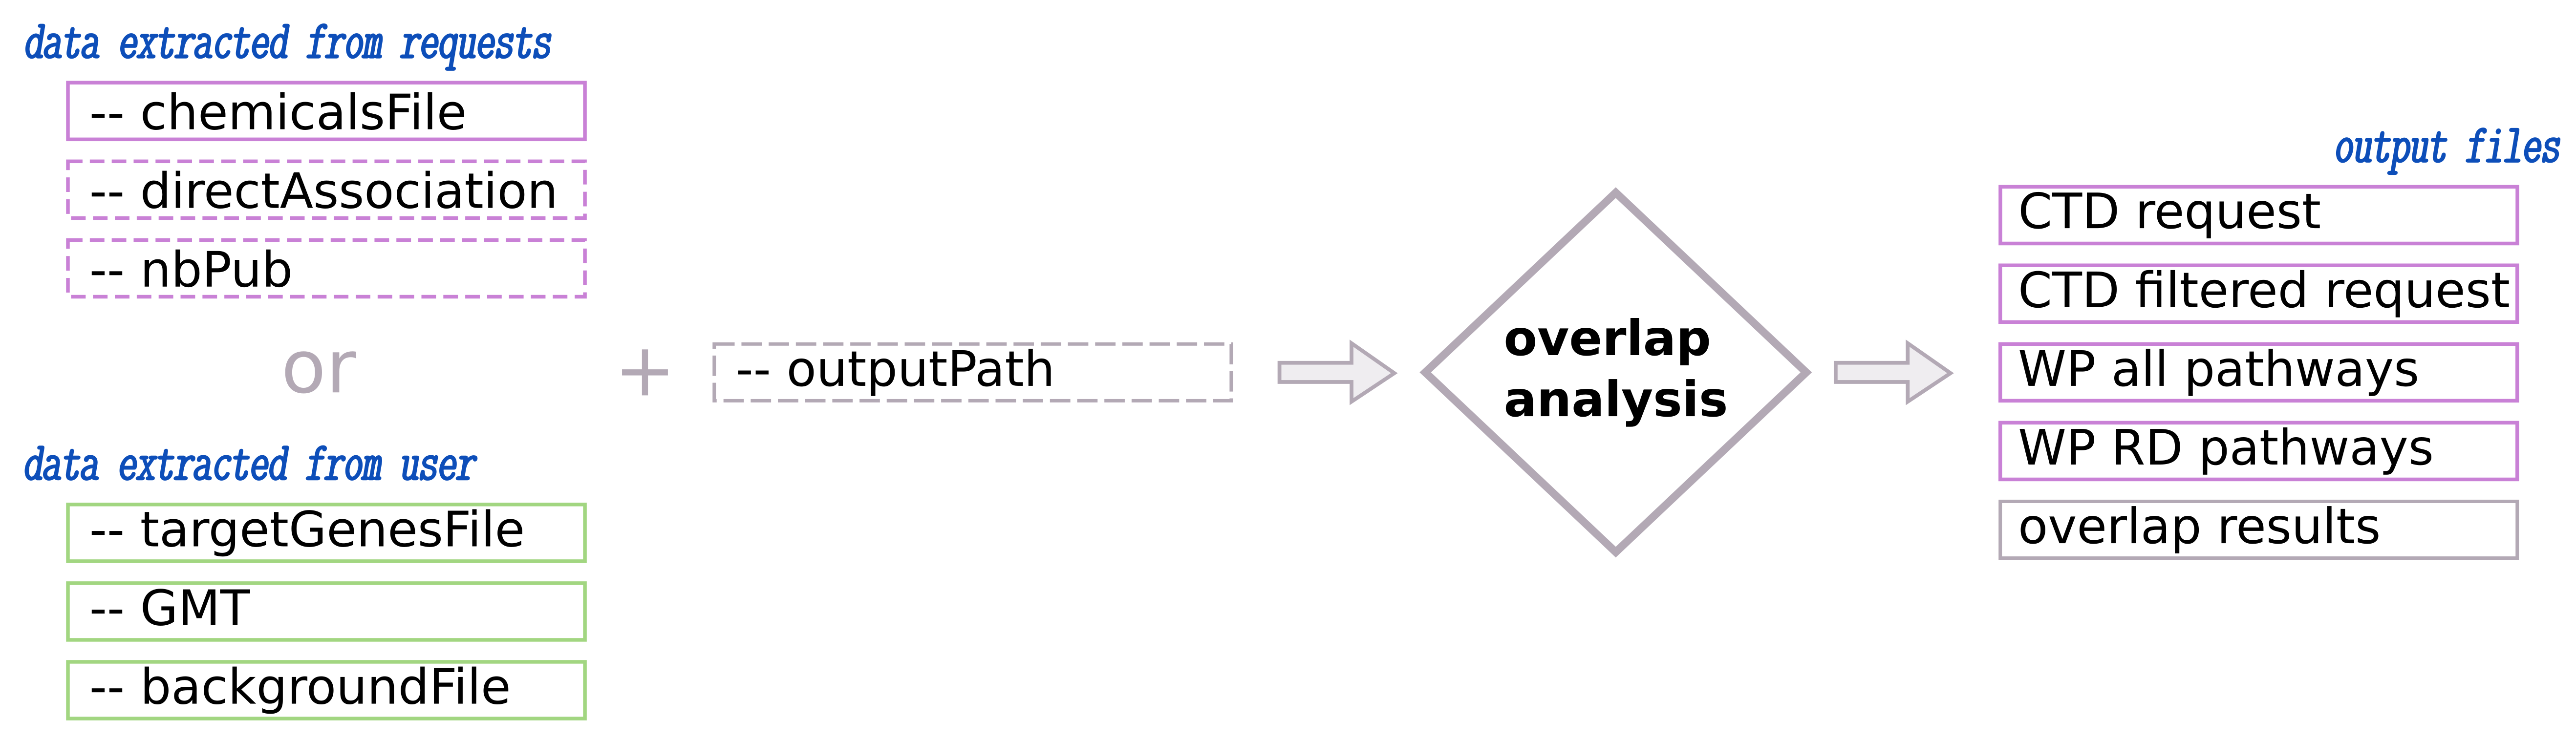 data extracted from requests
-- chemicalsFile
-- directAssociation
-- nbPub
or
data extracted from user
-- targetGenesFile
-- GMT
-- backgroundFile
+
-- outputPath
overlap
analysis
output files
CTD request
CTD filtered request
WP all pathways
WP RD pathways
overlap results